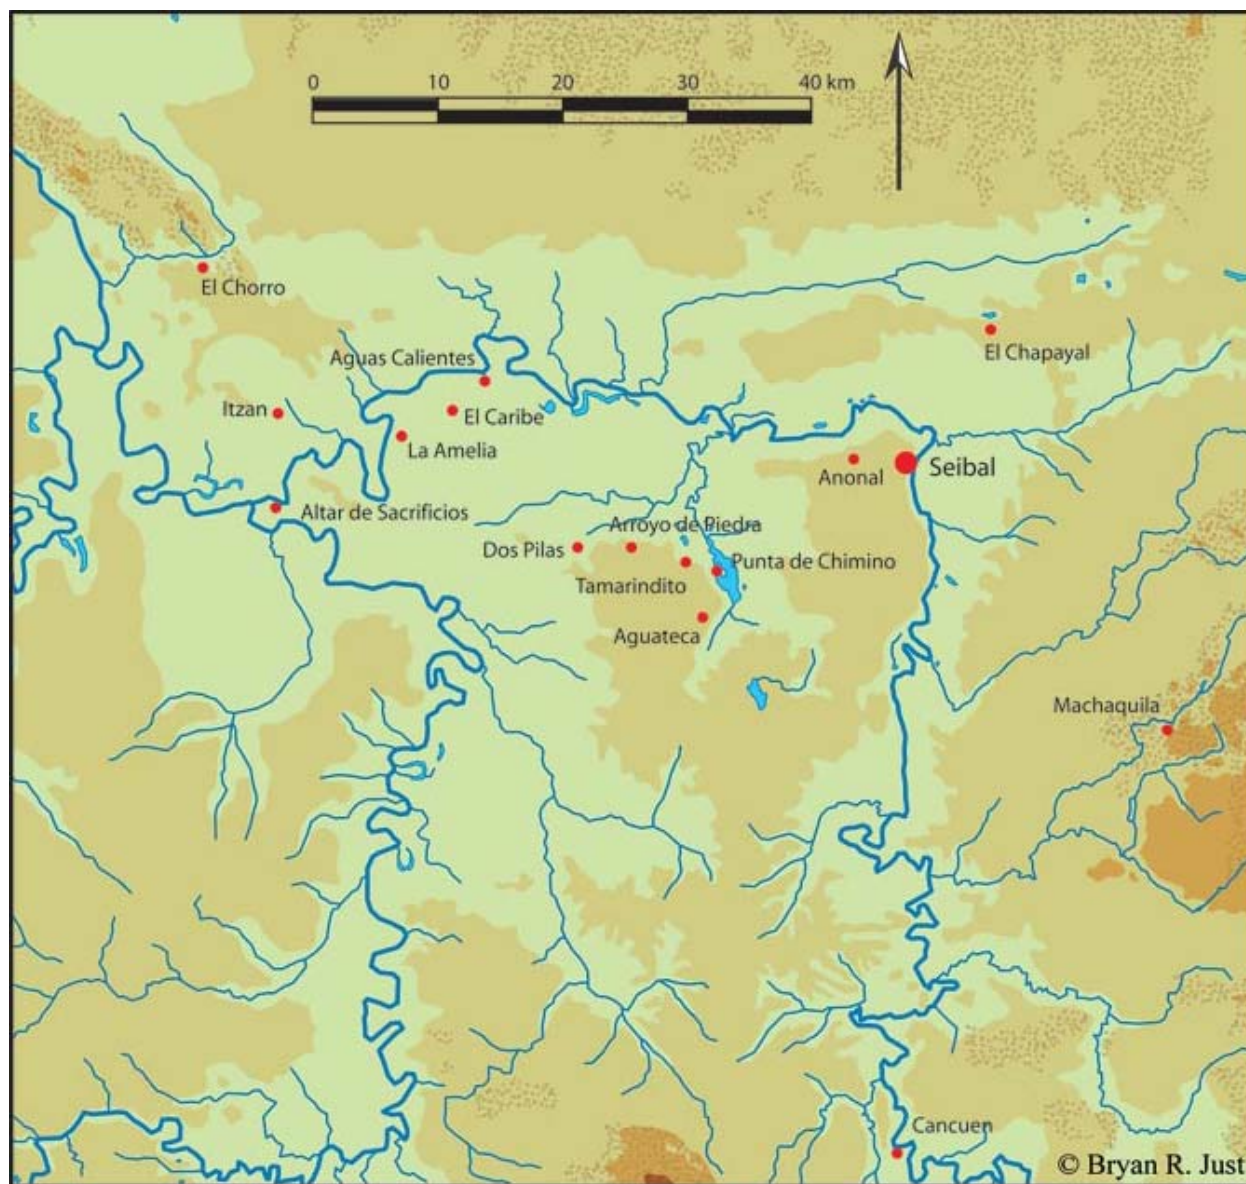 0 10 20 30 40 km
El Chorro
El Chapayal
Aguas Calientes
Itzan
El Caribe
La Amelia
Anonal
Seibal
Altar de Sacrificios
Arroyo de Piedra
Dos Pilas
Punta de Chimino
Tamarindito
Aguateca
Machaquila
Cancuen
© Bryan R. Just